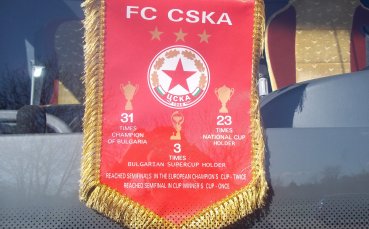 FC CSKA
ЦСКА
31
TIMES
CHAMPION
OF BULGARIA
23
TIMES
NATIONAL CUP
HOLDER
3
TIMES
BULGARIAN SUPERCUP HOLDER
REACHED SEMIFINALS IN THE EUROPEAN CHAMPION'S CUP - TWICE
REACHED SEMIFINAL IN CUP WINNER'S CUP - ONCE